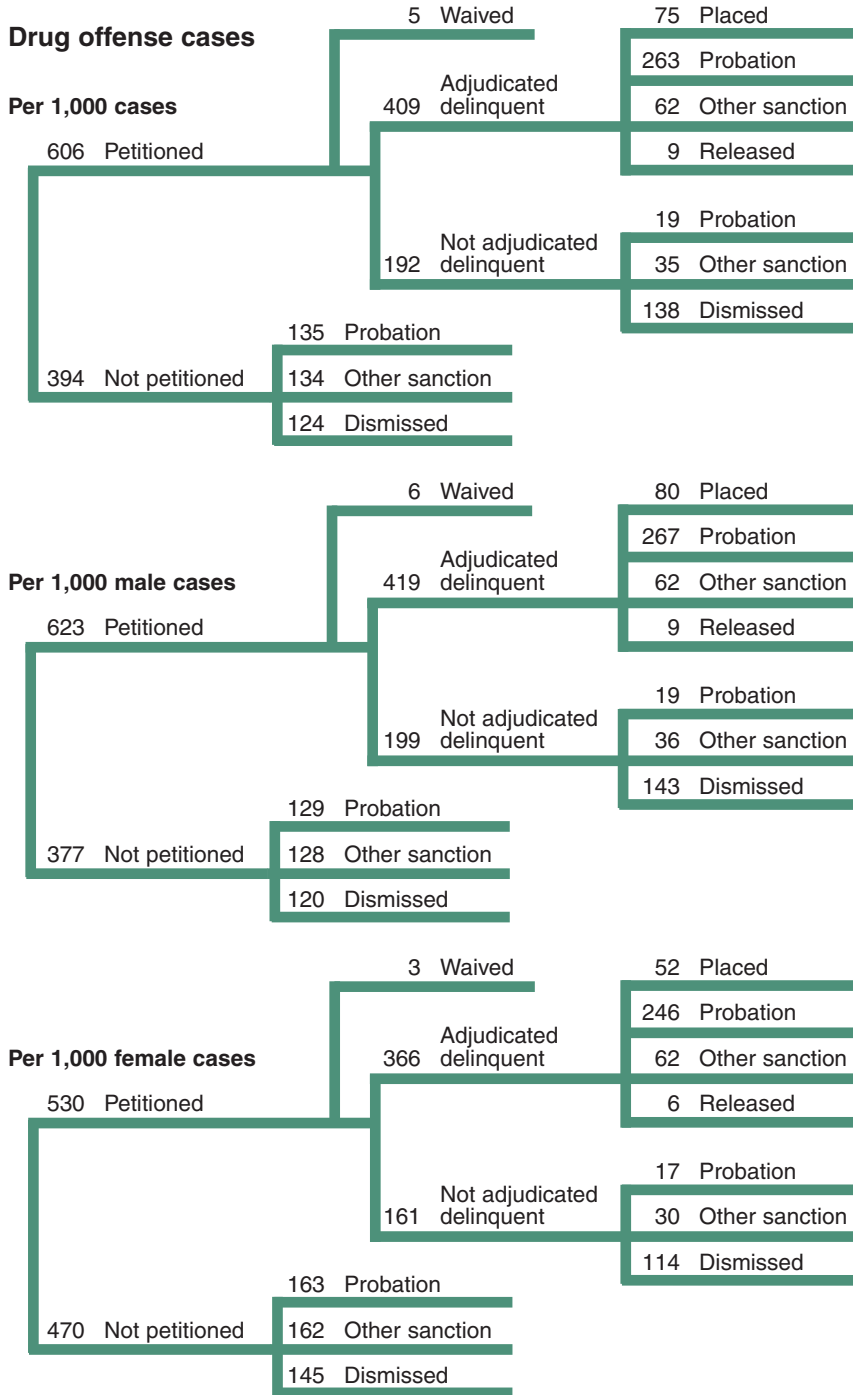 Drug offense cases
5 Waived
75 Placed
263 Probation
Per 1,000 cases
409 Adjudicated
delinquent
62 Other sanction
606 Petitioned
9 Released
192 Not adjudicated
delinquent
19 Probation
35 Other sanction
138 Dismissed
135 Probation
394 Not petitioned
134 Other sanction
124 Dismissed
6 Waived
80 Placed
267 Probation
Per 1,000 male cases
419 Adjudicated
delinquent
62 Other sanction
623 Petitioned
9 Released
199 Not adjudicated
delinquent
19 Probation
36 Other sanction
143 Dismissed
129 Probation
377 Not petitioned
128 Other sanction
120 Dismissed
3 Waived
52 Placed
246 Probation
Per 1,000 female cases
366 Adjudicated
delinquent
62 Other sanction
530 Petitioned
6 Released
161 Not adjudicated
delinquent
17 Probation
30 Other sanction
114 Dismissed
163 Probation
470 Not petitioned
162 Other sanction
145 Dismissed